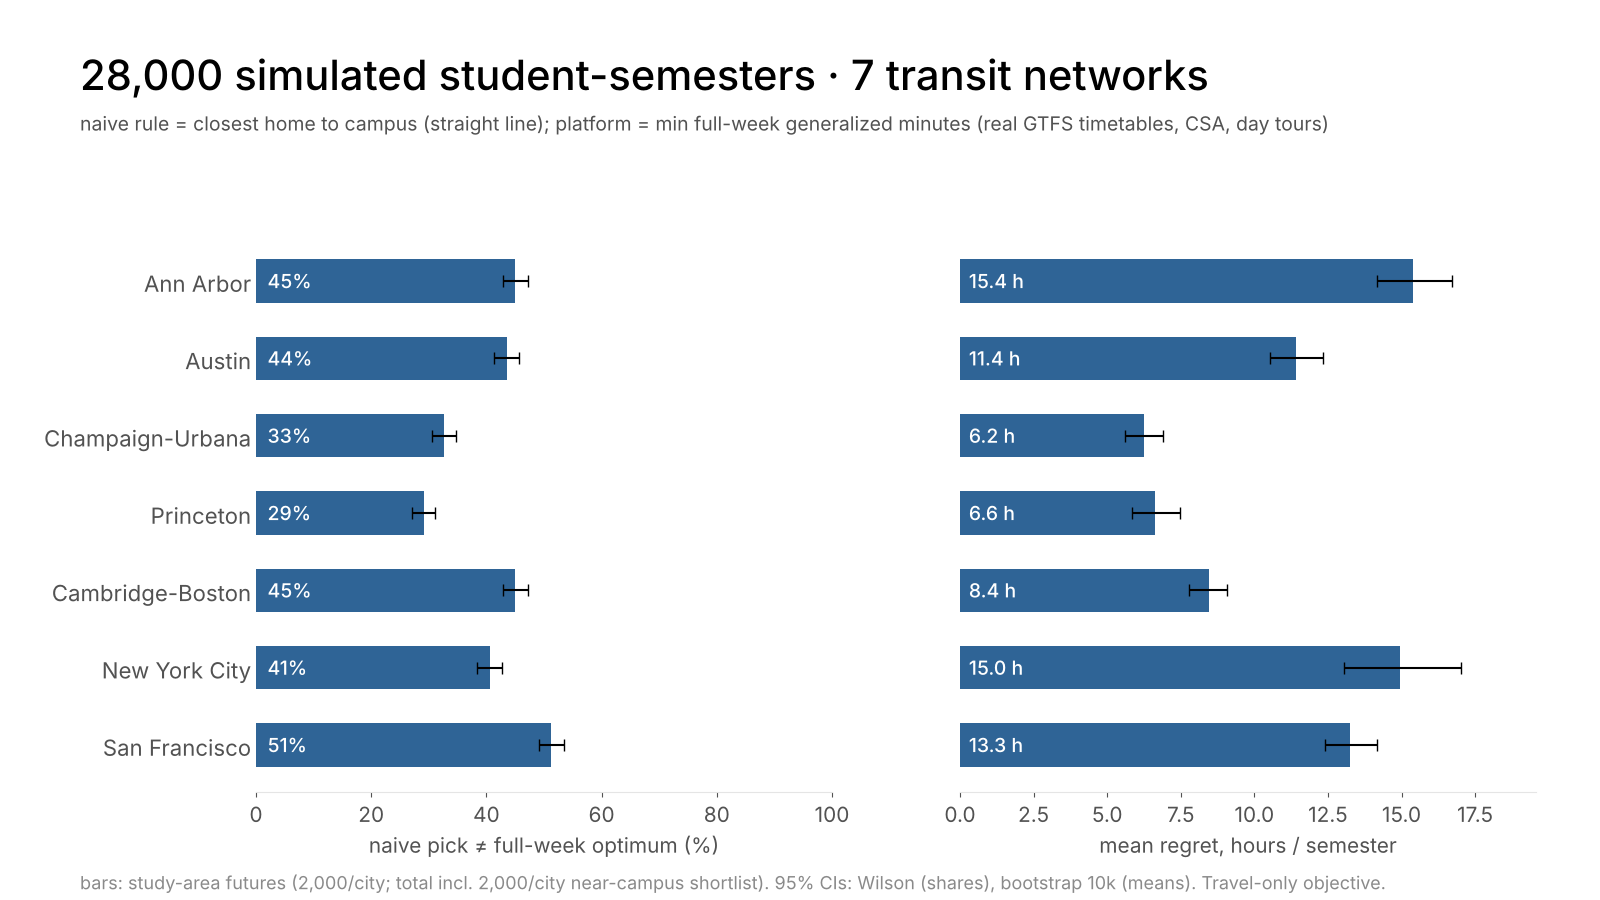 28,000 simulated student-semesters · 7 transit networks
naive rule = closest home to campus (straight line); platform = min full-week generalized minutes (real GTFS timetables, CSA, day tours)
Ann Arbor 45% 15.4 h
Austin 44% 11.4 h
Champaign-Urbana 33% 6.2 h
Princeton 29% 6.6 h
Cambridge-Boston 45% 8.4 h
New York City 41% 15.0 h
San Francisco 51% 13.3 h
0 20 40 60 80 100 0.0 2.5 5.0 7.5 10.0 12.5 15.0 17.5
naive pick ≠ full-week optimum (%) mean regret, hours / semester
bars: study-area futures (2,000/city; total incl. 2,000/city near-campus shortlist). 95% CIs: Wilson (shares), bootstrap 10k (means). Travel-only objective.